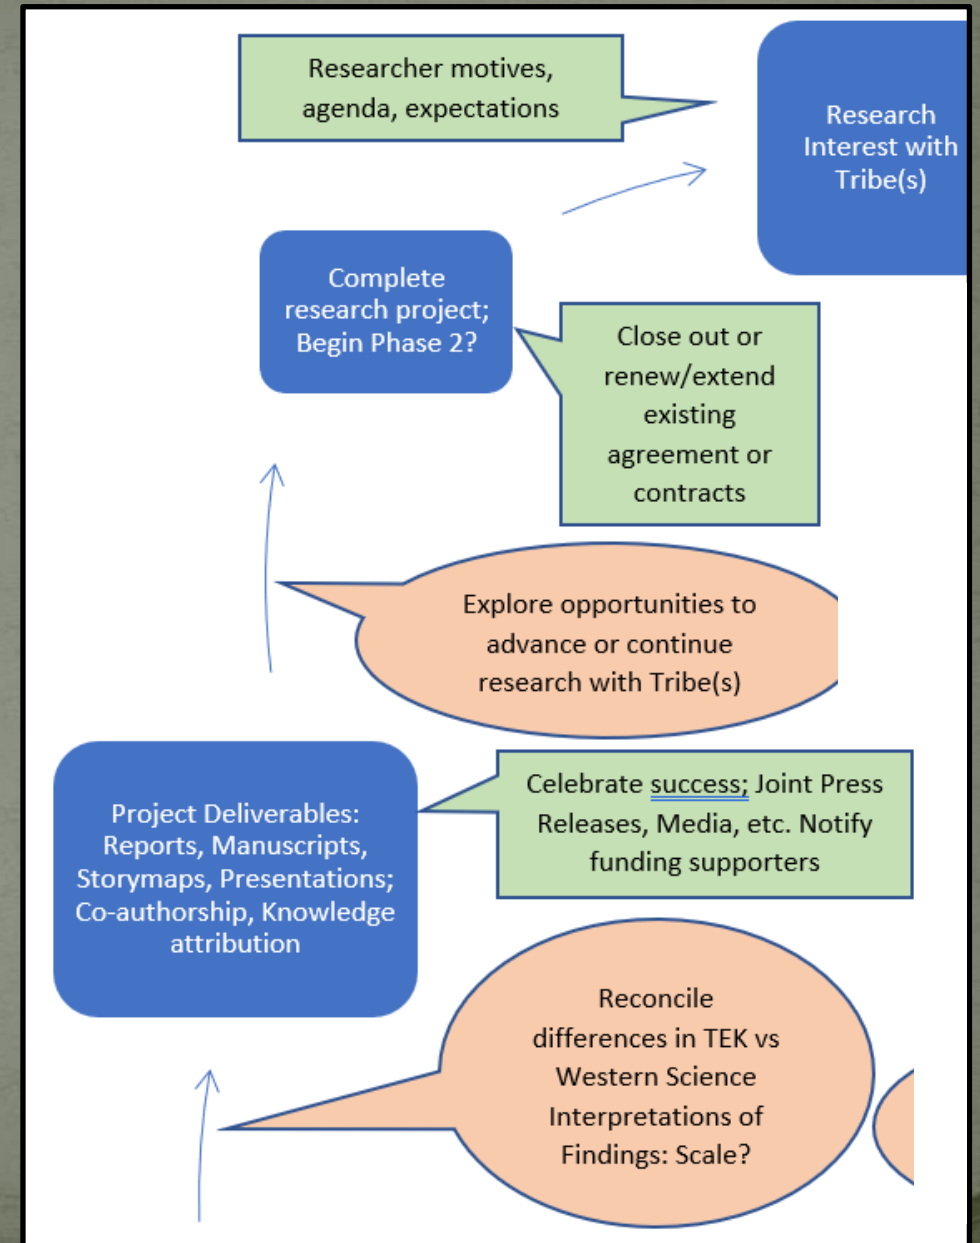 Researcher motives,
agenda, expectations
Research
Interest with
Tribe(s)
Complete
research project;
Begin Phase 2?
Close out or
renew/extend
existing
agreement or
contracts
Explore opportunities to
advance or continue
research with Tribe(s)
Project Deliverables:
Reports, Manuscripts,
Storymaps, Presentations;
Co-authorship, Knowledge
attribution
Celebrate success; Joint Press
Releases, Media, etc. Notify
funding supporters
Reconcile
differences in TEK vs
Western Science
Interpretations of
Findings: Scale?